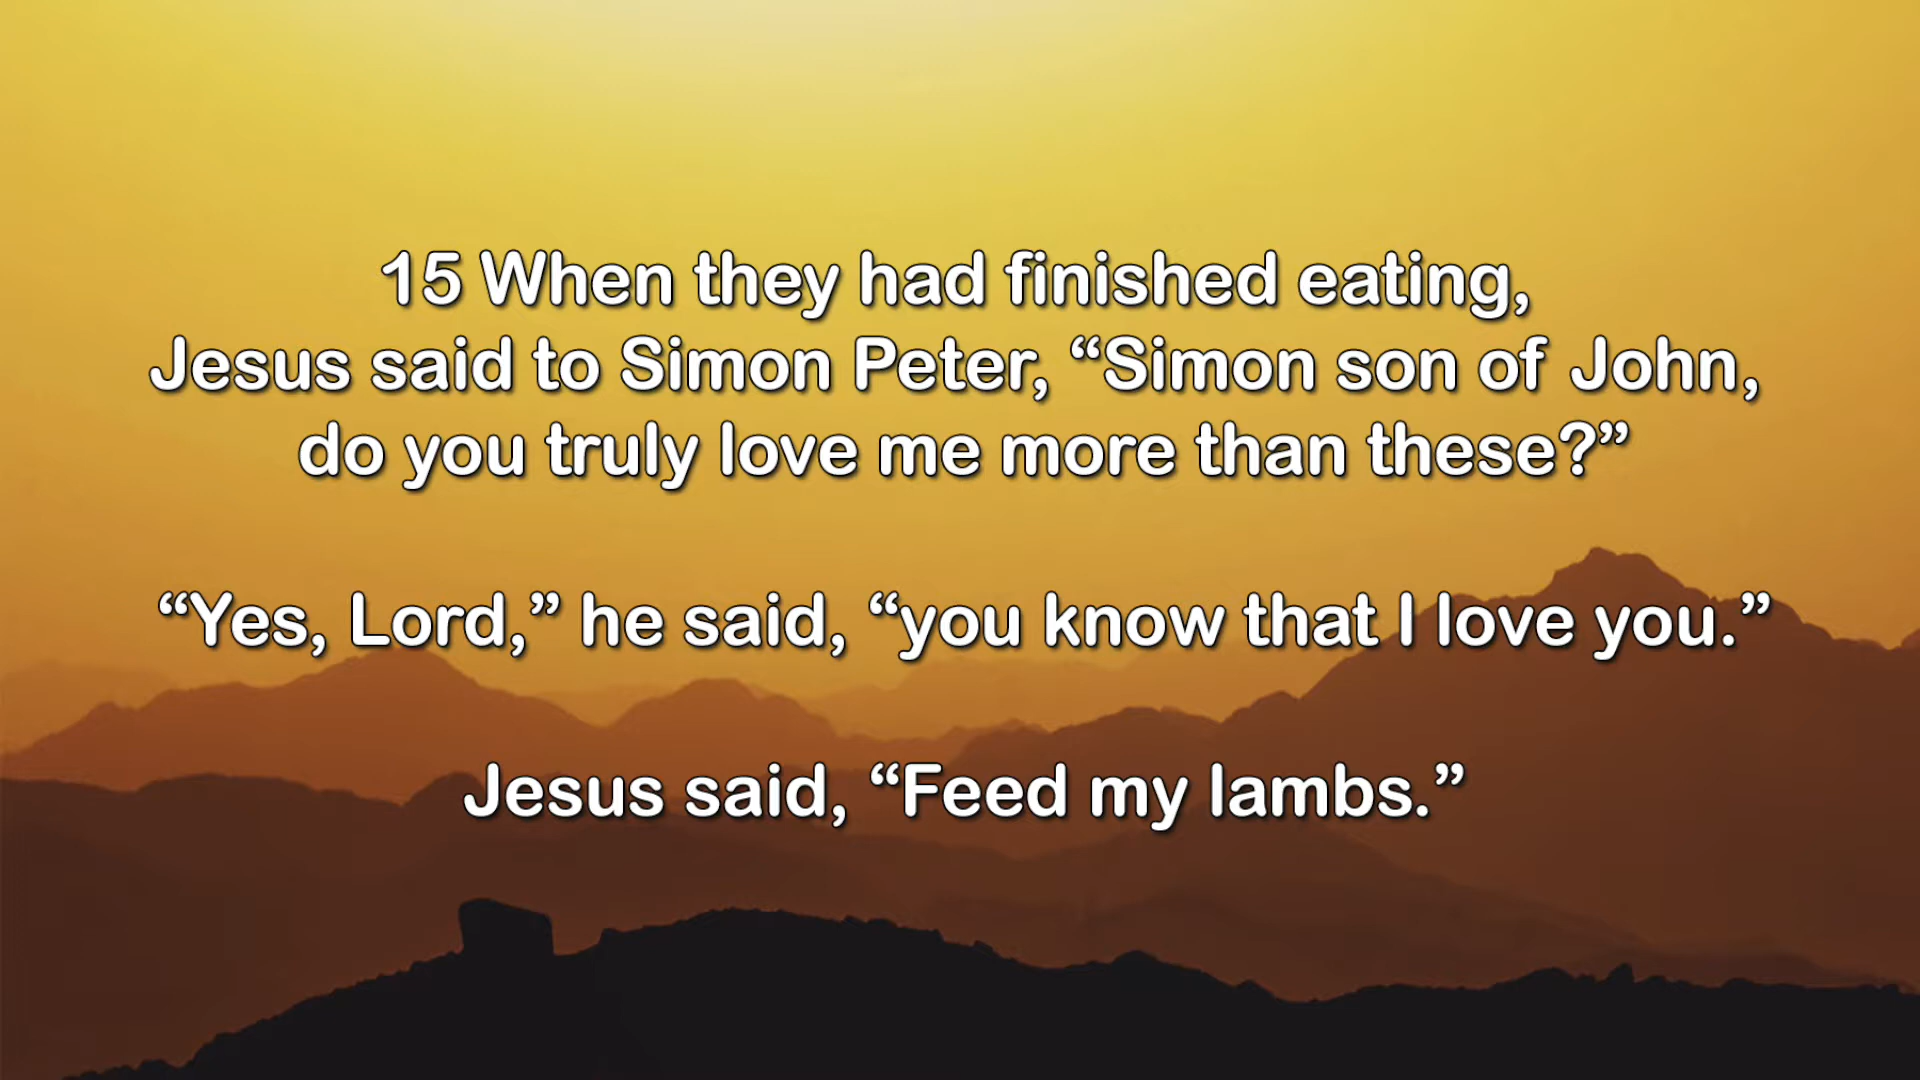 15 When they had finished eating,
Jesus said to Simon Peter, “Simon son of John,
do you truly love me more than these?”
“Yes, Lord,” he said, “you know that I love you.”
Jesus said, “Feed my lambs.”